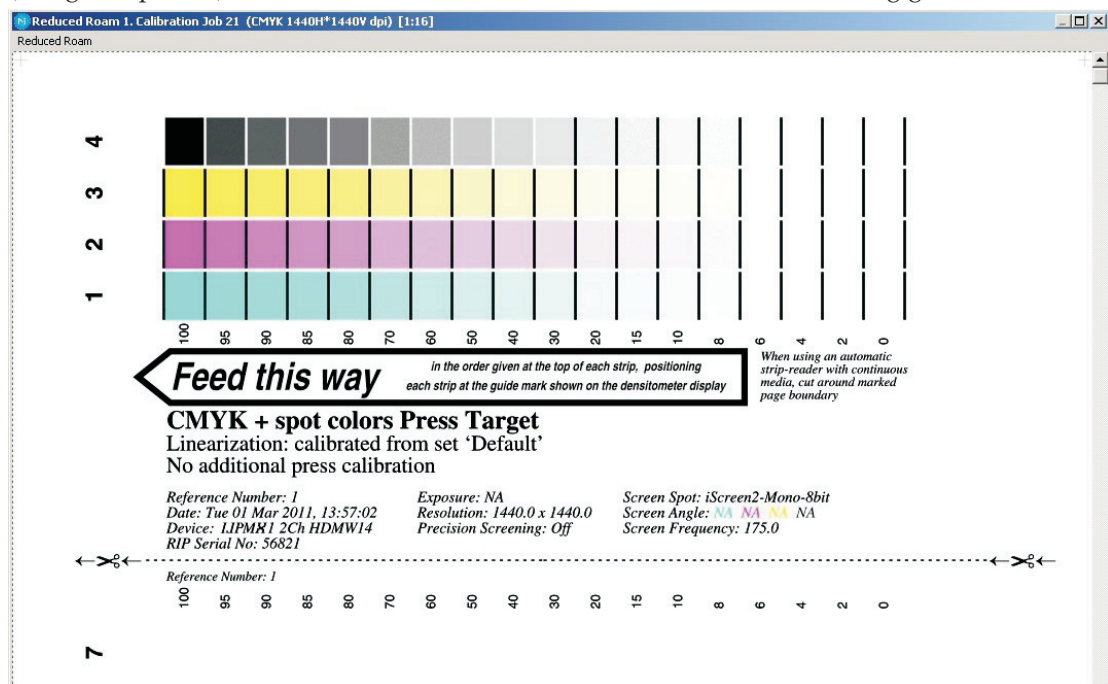 Reduced Roam 1. Calibration Job 21 (CMYK 1440H*1440V dpi) [1:16]
Reduced Roam
4
3
2
1
100 95 90 85 80 70 60 50 40 30 20 15 10 8 6 4 2 0
Feed this way
in the order given at the top of each strip, positioning
each strip at the guide mark shown on the densitometer display
When using an automatic
strip-reader with continuous
media, cut around marked
page boundary
CMYK + spot colors Press Target
Linearization: calibrated from set ‘Default’
No additional press calibration
Reference Number: 1
Date: Tue 01 Mar 2011, 13:57:02
Device: 2Ch HDMW14
RIP Serial No: 56821
Exposure: NA
Resolution: 1440.0 x 1440.0
Precision Screening: Off
Screen Spot: iScreen2-Mono-8bit
Screen Angle: NA NA NA NA
Screen Frequency: 175.0
Reference Number: 1
100 95 90 85 80 70 60 50 40 30 20 15 10 8 6 4 2 0
7